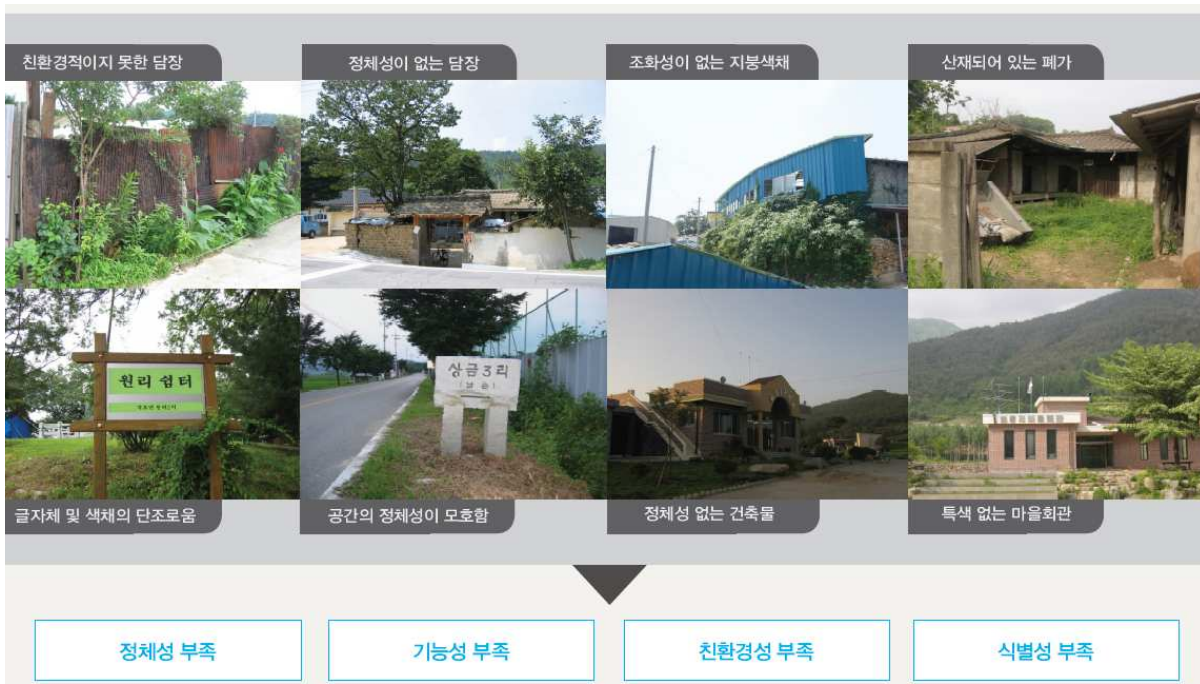 친환경적이지 못한 담장
정체성이 없는 담장
조화성이 없는 지붕색채
산재되어 있는 폐가
원리 쉼터
상금3리
글자체 및 색채의 단조로움
공간의 정체성이 모호함
정체성 없는 건축물
특색 없는 마을회관
정체성 부족
기능성 부족
친환경성 부족
식별성 부족